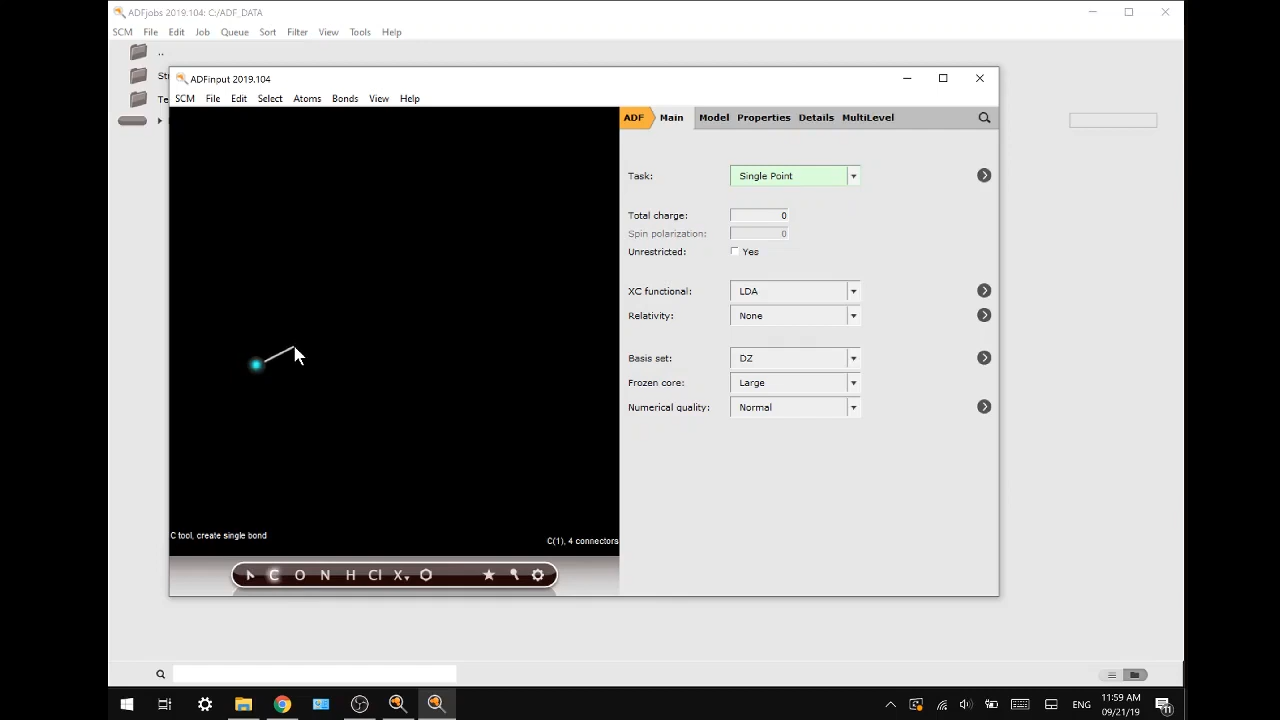 ADFjobs 2019.104: C:/ADF_DATA
SCM File Edit Job Queue Sort Filter View Tools Help
..
St
Te
ADFinput 2019.104
SCM File Edit Select Atoms Bonds View Help
ADF Main Model Properties Details MultiLevel
Task: Single Point
Total charge: 0
Spin polarization: 0
Unrestricted: Yes
XC functional: LDA
Relativity: None
Basis set: DZ
Frozen core: Large
Numerical quality: Normal
C tool, create single bond
C(1), 4 connectors
C O N H Cl X
ENG
11:59 AM
09/21/19
11